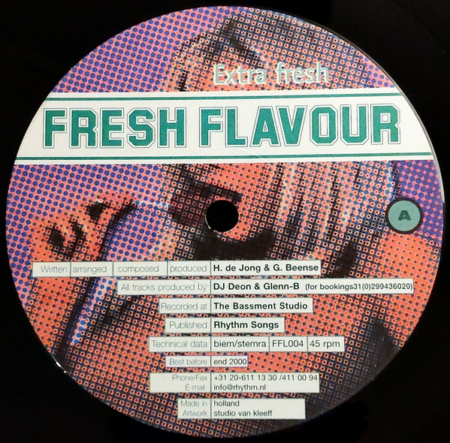 Extra fresh
FRESH FLAVOUR
A
Written arranged composed produced H. de Jong & G. Beense
All tracks produced by DJ Deon & Glenn-B (for bookings31(0)299436020)
Recorded at The Bassment Studio
Published Rhythm Songs
Technical data biem/stemra FFL004 45 rpm
Best before end 2000
Phone/Fax +31 20-611 13 30 /411 00 94
E-mail info@rhythm.nl
Made in holland
Artwork studio van kleeff